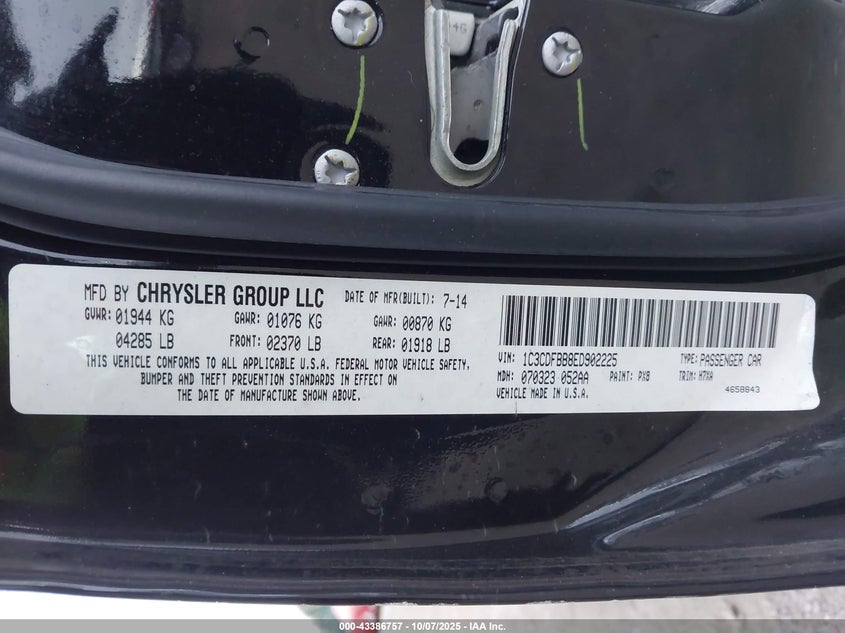 4G
MFD BY CHRYSLER GROUP LLC DATE OF MFR(BUILT): 7-14
GVWR: 01944 KG GAWR: 01076 KG GAWR: 00870 KG
04285 LB FRONT: 02370 LB REAR: 01918 LB
THIS VEHICLE CONFORMS TO ALL APPLICABLE U.S.A. FEDERAL MOTOR VEHICLE SAFETY,
BUMPER AND THEFT PREVENTION STANDARDS IN EFFECT ON
THE DATE OF MANUFACTURE SHOWN ABOVE.
VIN: 1C3CDFBB8ED902225 TYPE: PASSENGER CAR
MDH: 070323 052AA PAINT: PX8 TRIM: H7XA
VEHICLE MADE IN U.S.A. 4658843
000-43386757 - 10/07/2025 - IAA Inc.